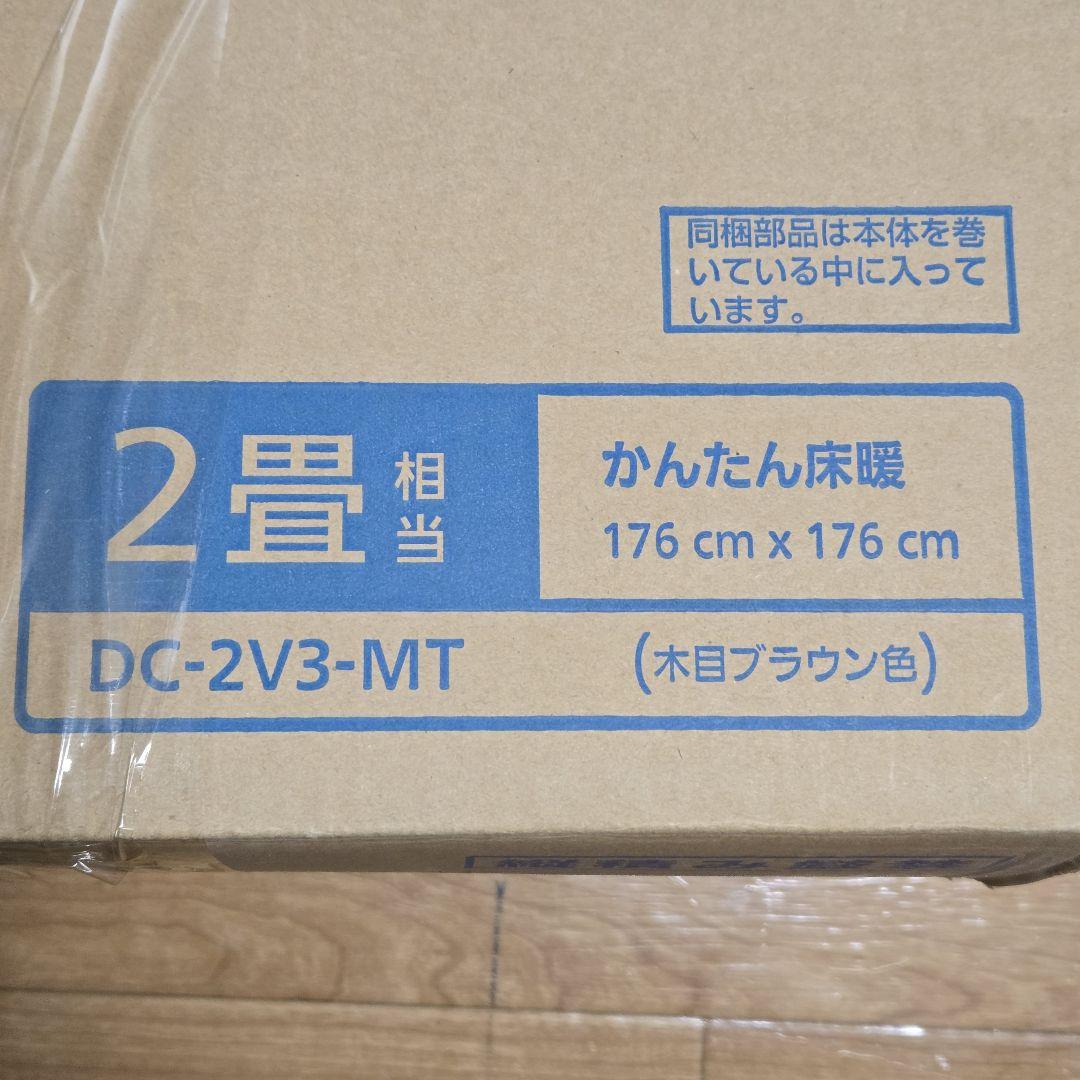 同梱部品は本体を巻
いている中に入って
います。
2畳相当
かんたん床暖
176 cm x 176 cm
DC-2V3-MT
(木目ブラウン色)